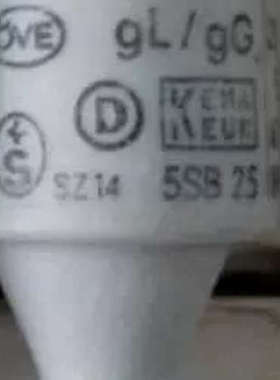 ÖVE gL/gG
D KEMA KEUR
S SZ14 5SB 25